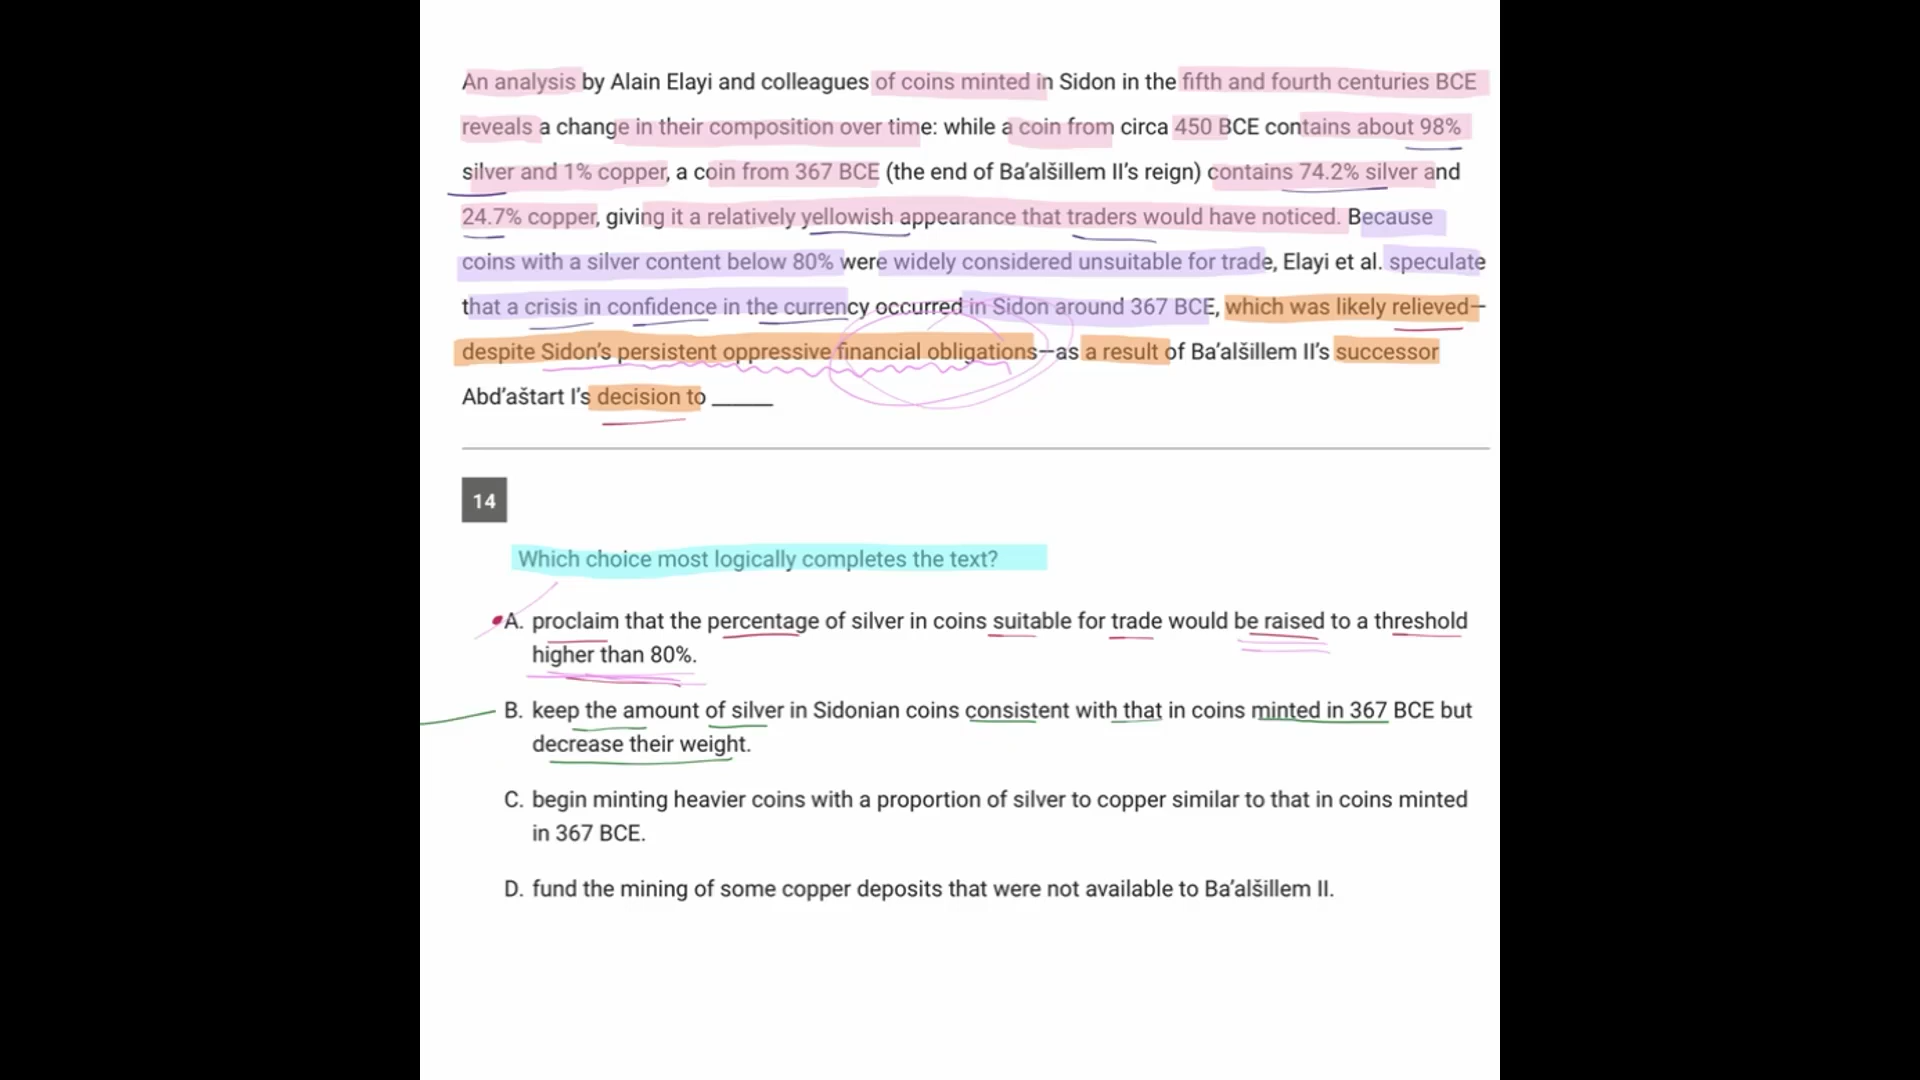 An analysis by Alain Elayi and colleagues of coins minted in Sidon in the fifth and fourth centuries BCE
reveals a change in their composition over time: while a coin from circa 450 BCE contains about 98%
silver and 1% copper, a coin from 367 BCE (the end of Ba’alšillem II’s reign) contains 74.2% silver and
24.7% copper, giving it a relatively yellowish appearance that traders would have noticed. Because
coins with a silver content below 80% were widely considered unsuitable for trade, Elayi et al. speculate
that a crisis in confidence in the currency occurred in Sidon around 367 BCE, which was likely relieved—
despite Sidon’s persistent oppressive financial obligations—as a result of Ba’alšillem II’s successor
Abd’aštart I’s decision to ______
14
Which choice most logically completes the text?
A. proclaim that the percentage of silver in coins suitable for trade would be raised to a threshold
higher than 80%.
B. keep the amount of silver in Sidonian coins consistent with that in coins minted in 367 BCE but
decrease their weight.
C. begin minting heavier coins with a proportion of silver to copper similar to that in coins minted
in 367 BCE.
D. fund the mining of some copper deposits that were not available to Ba’alšillem II.